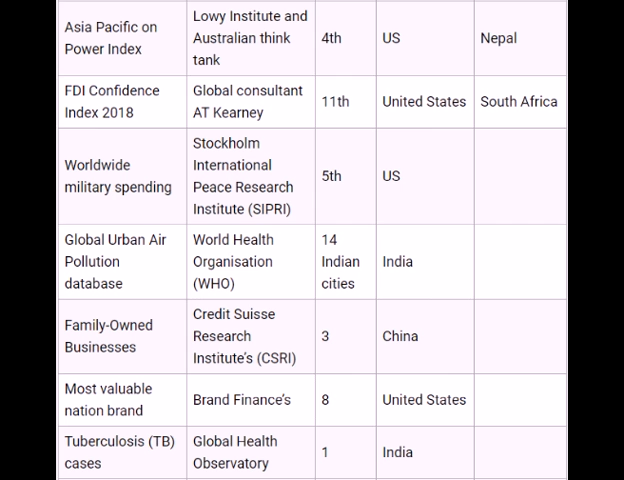 Asia Pacific on Power Index
Lowy Institute and Australian think tank
4th
US
Nepal
FDI Confidence Index 2018
Global consultant AT Kearney
11th
United States
South Africa
Worldwide military spending
Stockholm International Peace Research Institute (SIPRI)
5th
US
Global Urban Air Pollution database
World Health Organisation (WHO)
14 Indian cities
India
Family-Owned Businesses
Credit Suisse Research Institute's (CSRI)
3
China
Most valuable nation brand
Brand Finance's
8
United States
Tuberculosis (TB) cases
Global Health Observatory
1
India